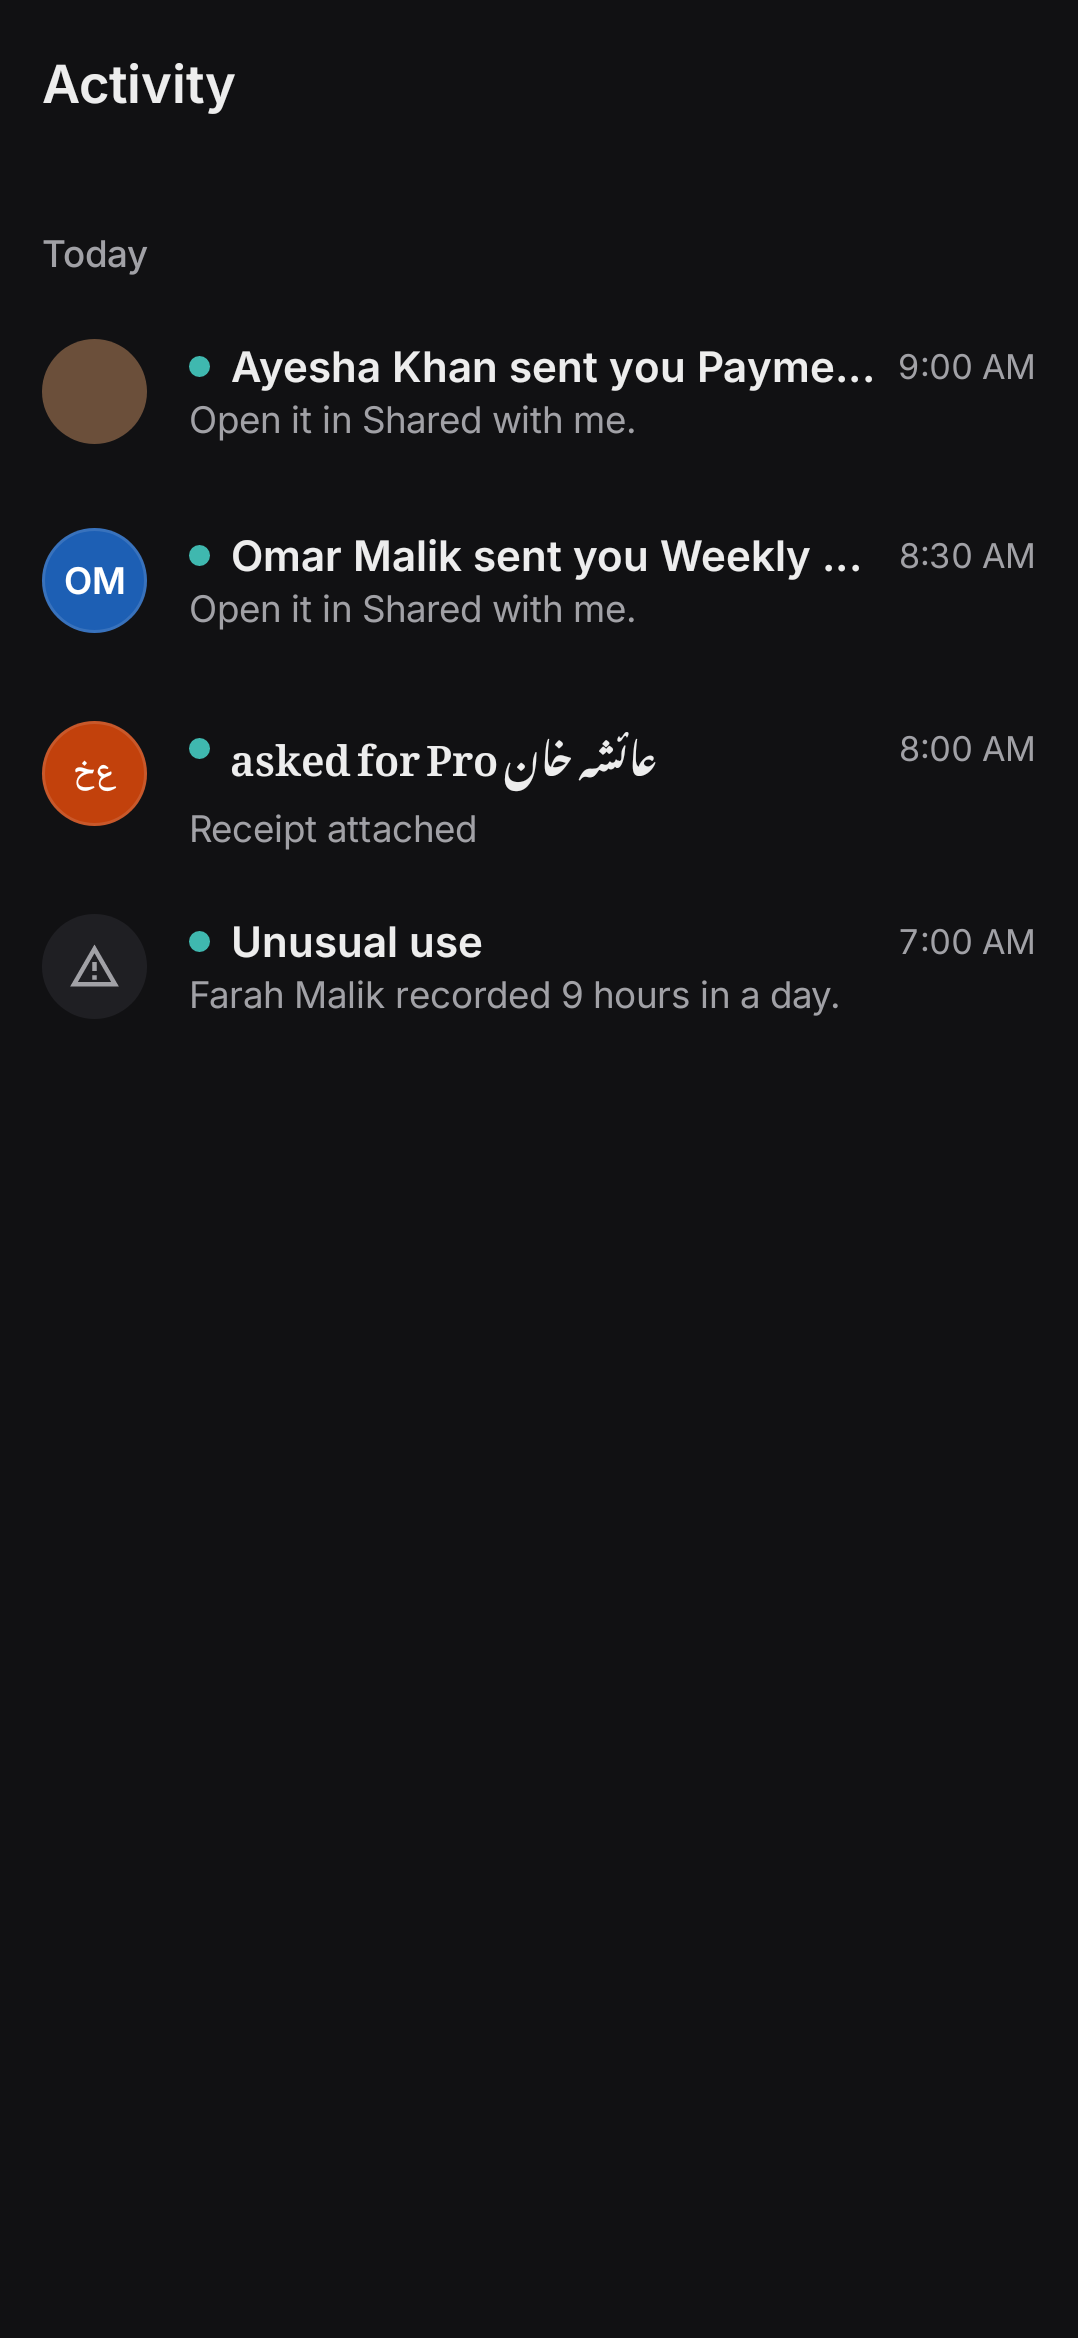 Activity
Today
Ayesha Khan sent you Payme...
9:00 AM
Open it in Shared with me.
OM
Omar Malik sent you Weekly ...
8:30 AM
Open it in Shared with me.
ع‌خ
عائشہ خان asked for Pro
8:00 AM
Receipt attached
Unusual use
7:00 AM
Farah Malik recorded 9 hours in a day.